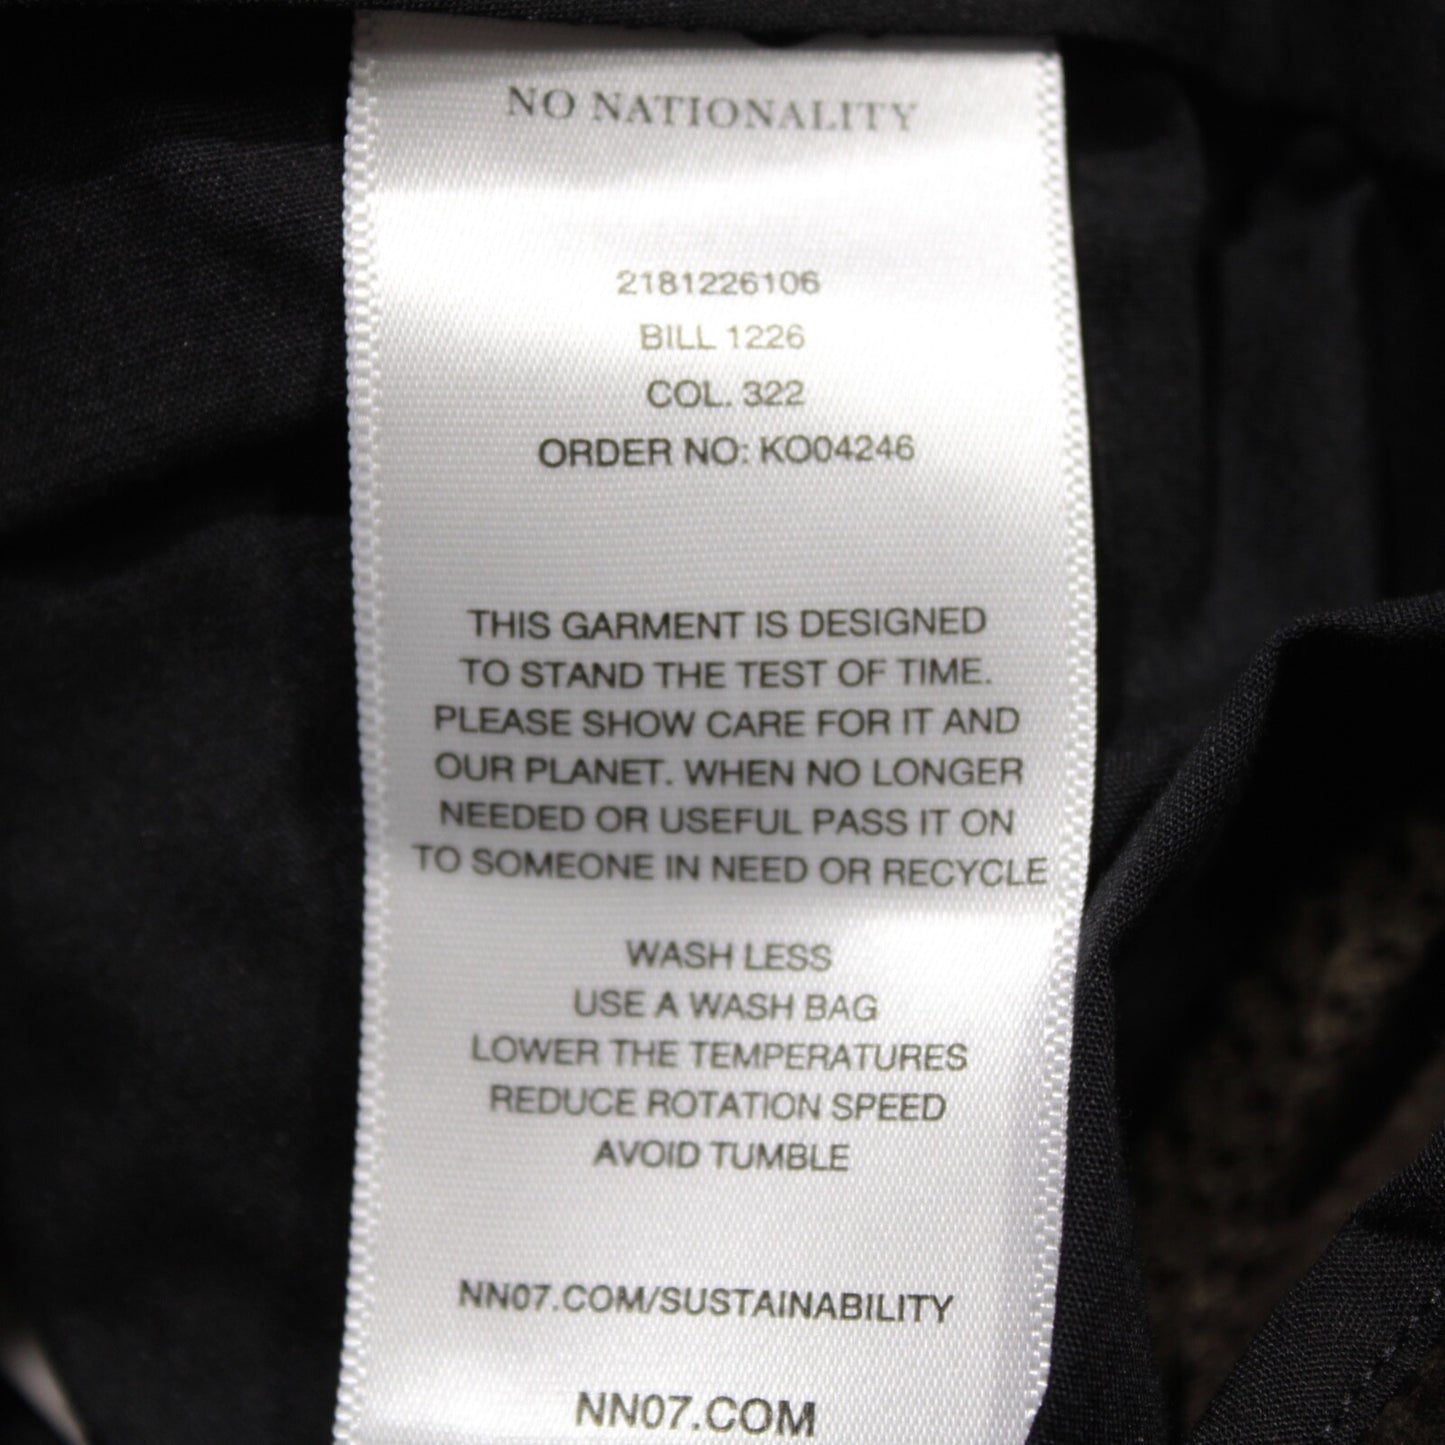 NO NATIONALITY
2181226106
BILL 1226
COL. 322
ORDER NO: KO04246
THIS GARMENT IS DESIGNED
TO STAND THE TEST OF TIME.
PLEASE SHOW CARE FOR IT AND
OUR PLANET. WHEN NO LONGER
NEEDED OR USEFUL PASS IT ON
TO SOMEONE IN NEED OR RECYCLE
WASH LESS
USE A WASH BAG
LOWER THE TEMPERATURES
REDUCE ROTATION SPEED
AVOID TUMBLE
NN07.COM/SUSTAINABILITY
NN07.COM